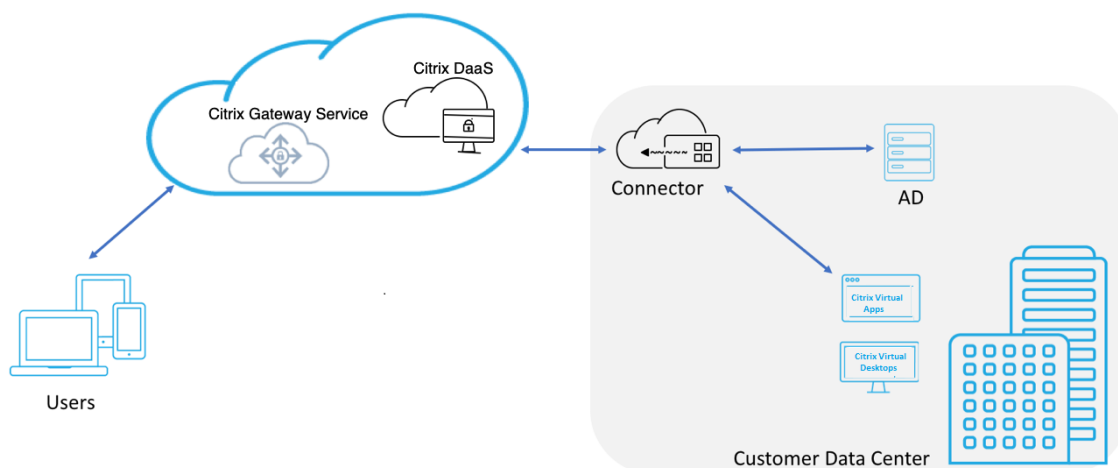 Citrix DaaS
Citrix Gateway Service
Connector
AD
Citrix Virtual
Apps
Citrix Virtual
Desktops
Users
Customer Data Center